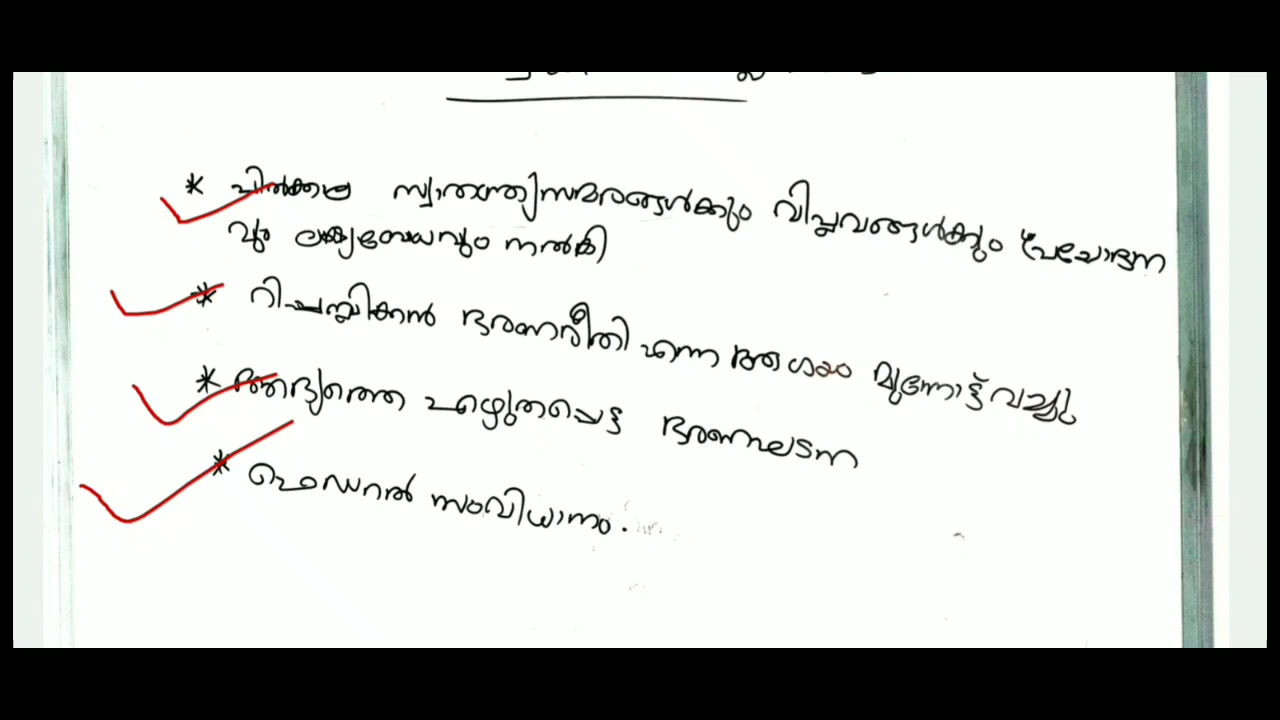 * പിൽക്കാല സ്വാതന്ത്ര്യസമരങ്ങൾക്കും വിപ്ലവങ്ങൾക്കും പ്രചോദന
വും ലക്ഷ്യബോധവും നൽകി
* റിപ്പബ്ലിക്കൻ ഭരണരീതി എന്ന ആശയം മുന്നോട്ട് വച്ചു
* ആദ്യത്തെ എഴുതപ്പെട്ട ഭരണഘടന
* ഫെഡറൽ സംവിധാനം.